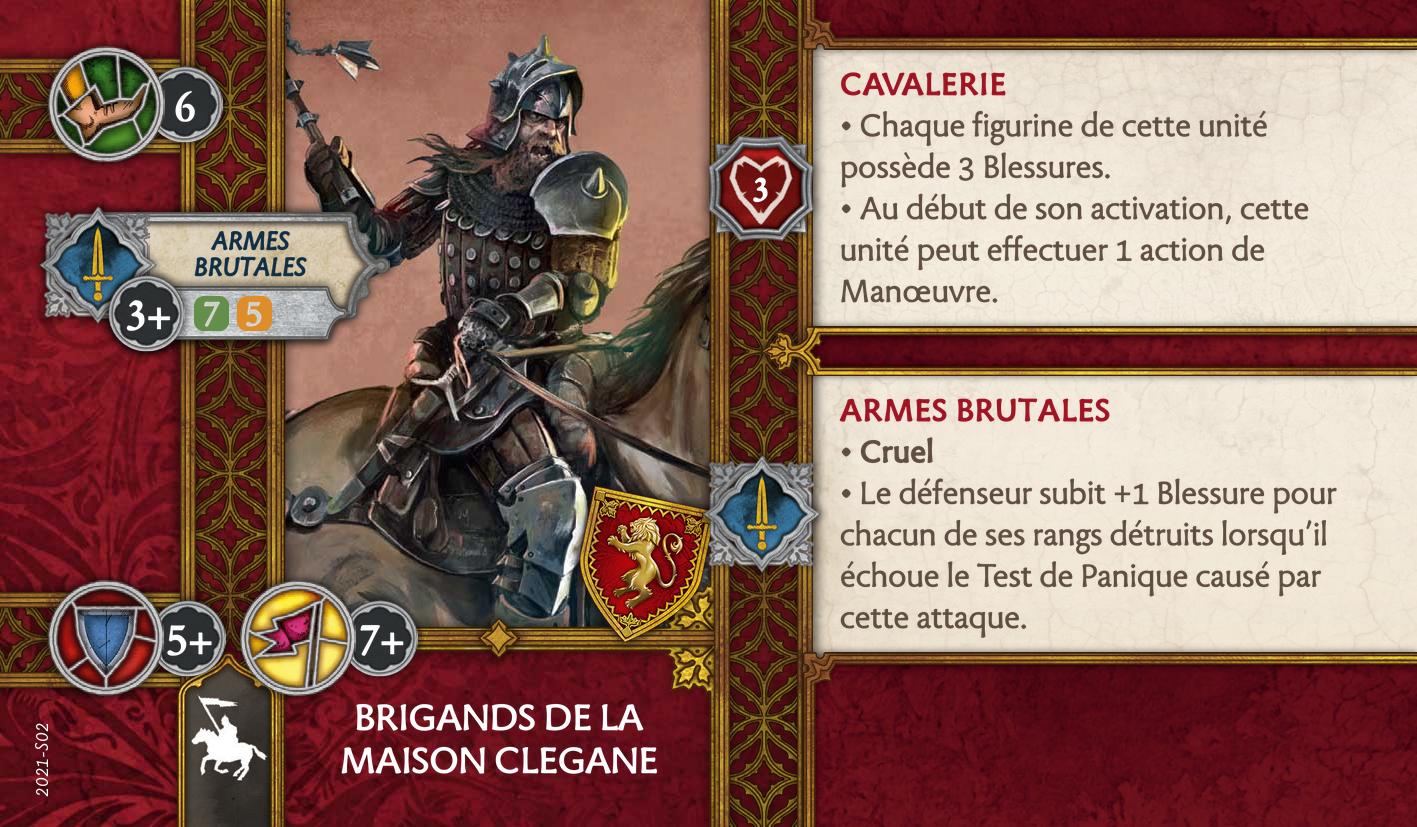 6
ARMES
BRUTALES
3+ 7 5
5+ 7+
BRIGANDS DE LA
MAISON CLEGANE
2021-S02
3
CAVALERIE
• Chaque figurine de cette unité
possède 3 Blessures.
• Au début de son activation, cette
unité peut effectuer 1 action de
Manœuvre.
ARMES BRUTALES
• Cruel
• Le défenseur subit +1 Blessure pour
chacun de ses rangs détruits lorsqu’il
échoue le Test de Panique causé par
cette attaque.